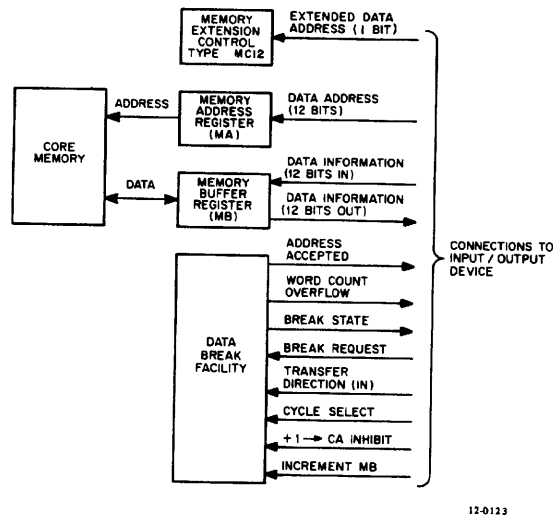 MEMORY
EXTENSION
CONTROL
TYPE MC12
EXTENDED DATA
ADDRESS (1 BIT)
ADDRESS
MEMORY
ADDRESS
REGISTER
(MA)
DATA ADDRESS
(12 BITS)
CORE
MEMORY
DATA
MEMORY
BUFFER
REGISTER
(MB)
DATA INFORMATION
(12 BITS IN)
DATA INFORMATION
(12 BITS OUT)
DATA
BREAK
FACILITY
ADDRESS
ACCEPTED
WORD COUNT
OVERFLOW
BREAK STATE
BREAK REQUEST
TRANSFER
DIRECTION (IN)
CYCLE SELECT
+1→ CA INHIBIT
INCREMENT MB
CONNECTIONS TO
INPUT / OUTPUT
DEVICE
12-0123